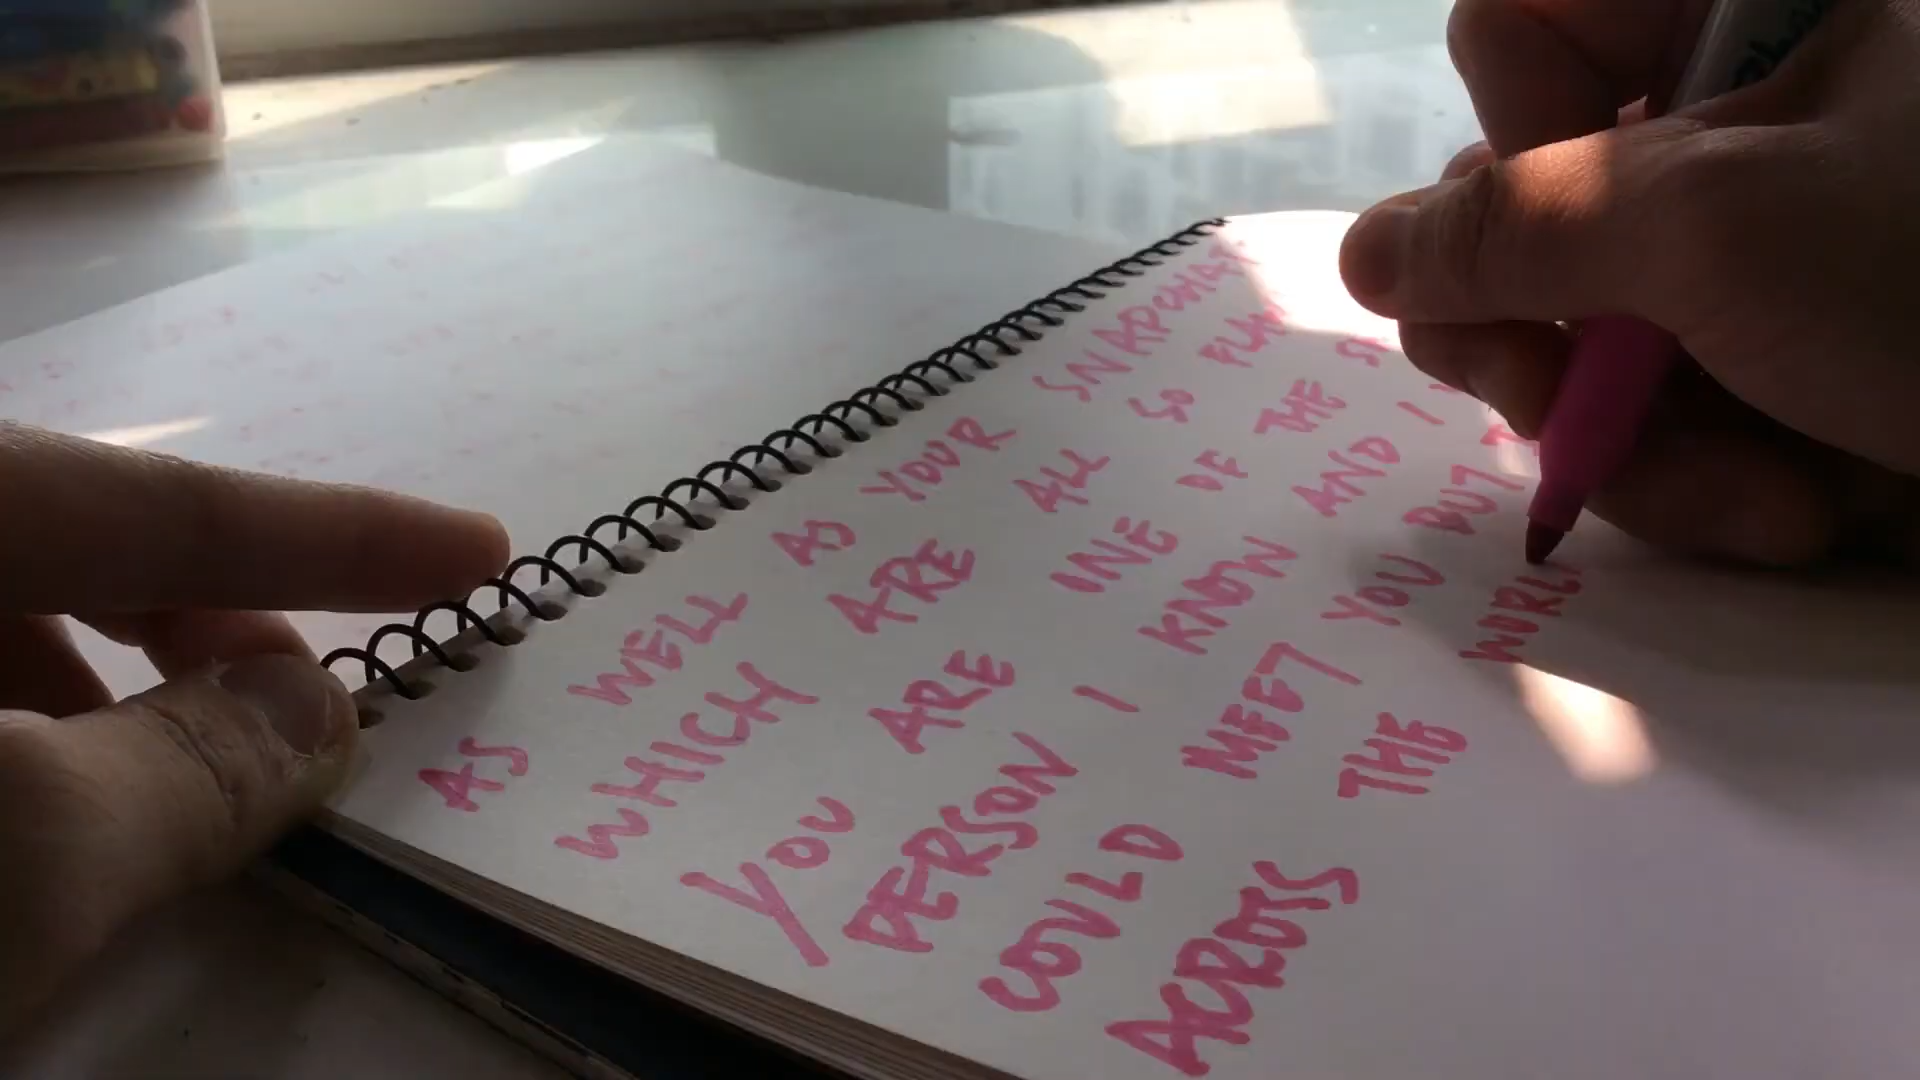 AS WELL AS YOUR SNAPCHAT
WHICH ARE ALL SO
YOU ARE ONE OF THE
PERSON I KNOW AND I
COULD MEET YOU BUT
ACROSS THE WORL